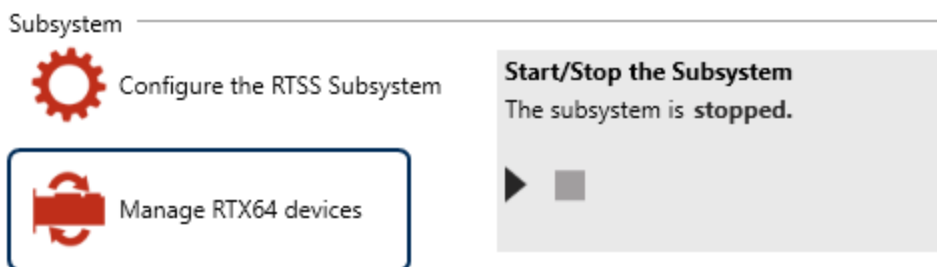 Subsystem
Configure the RTSS Subsystem
Manage RTX64 devices
Start/Stop the Subsystem
The subsystem is stopped.